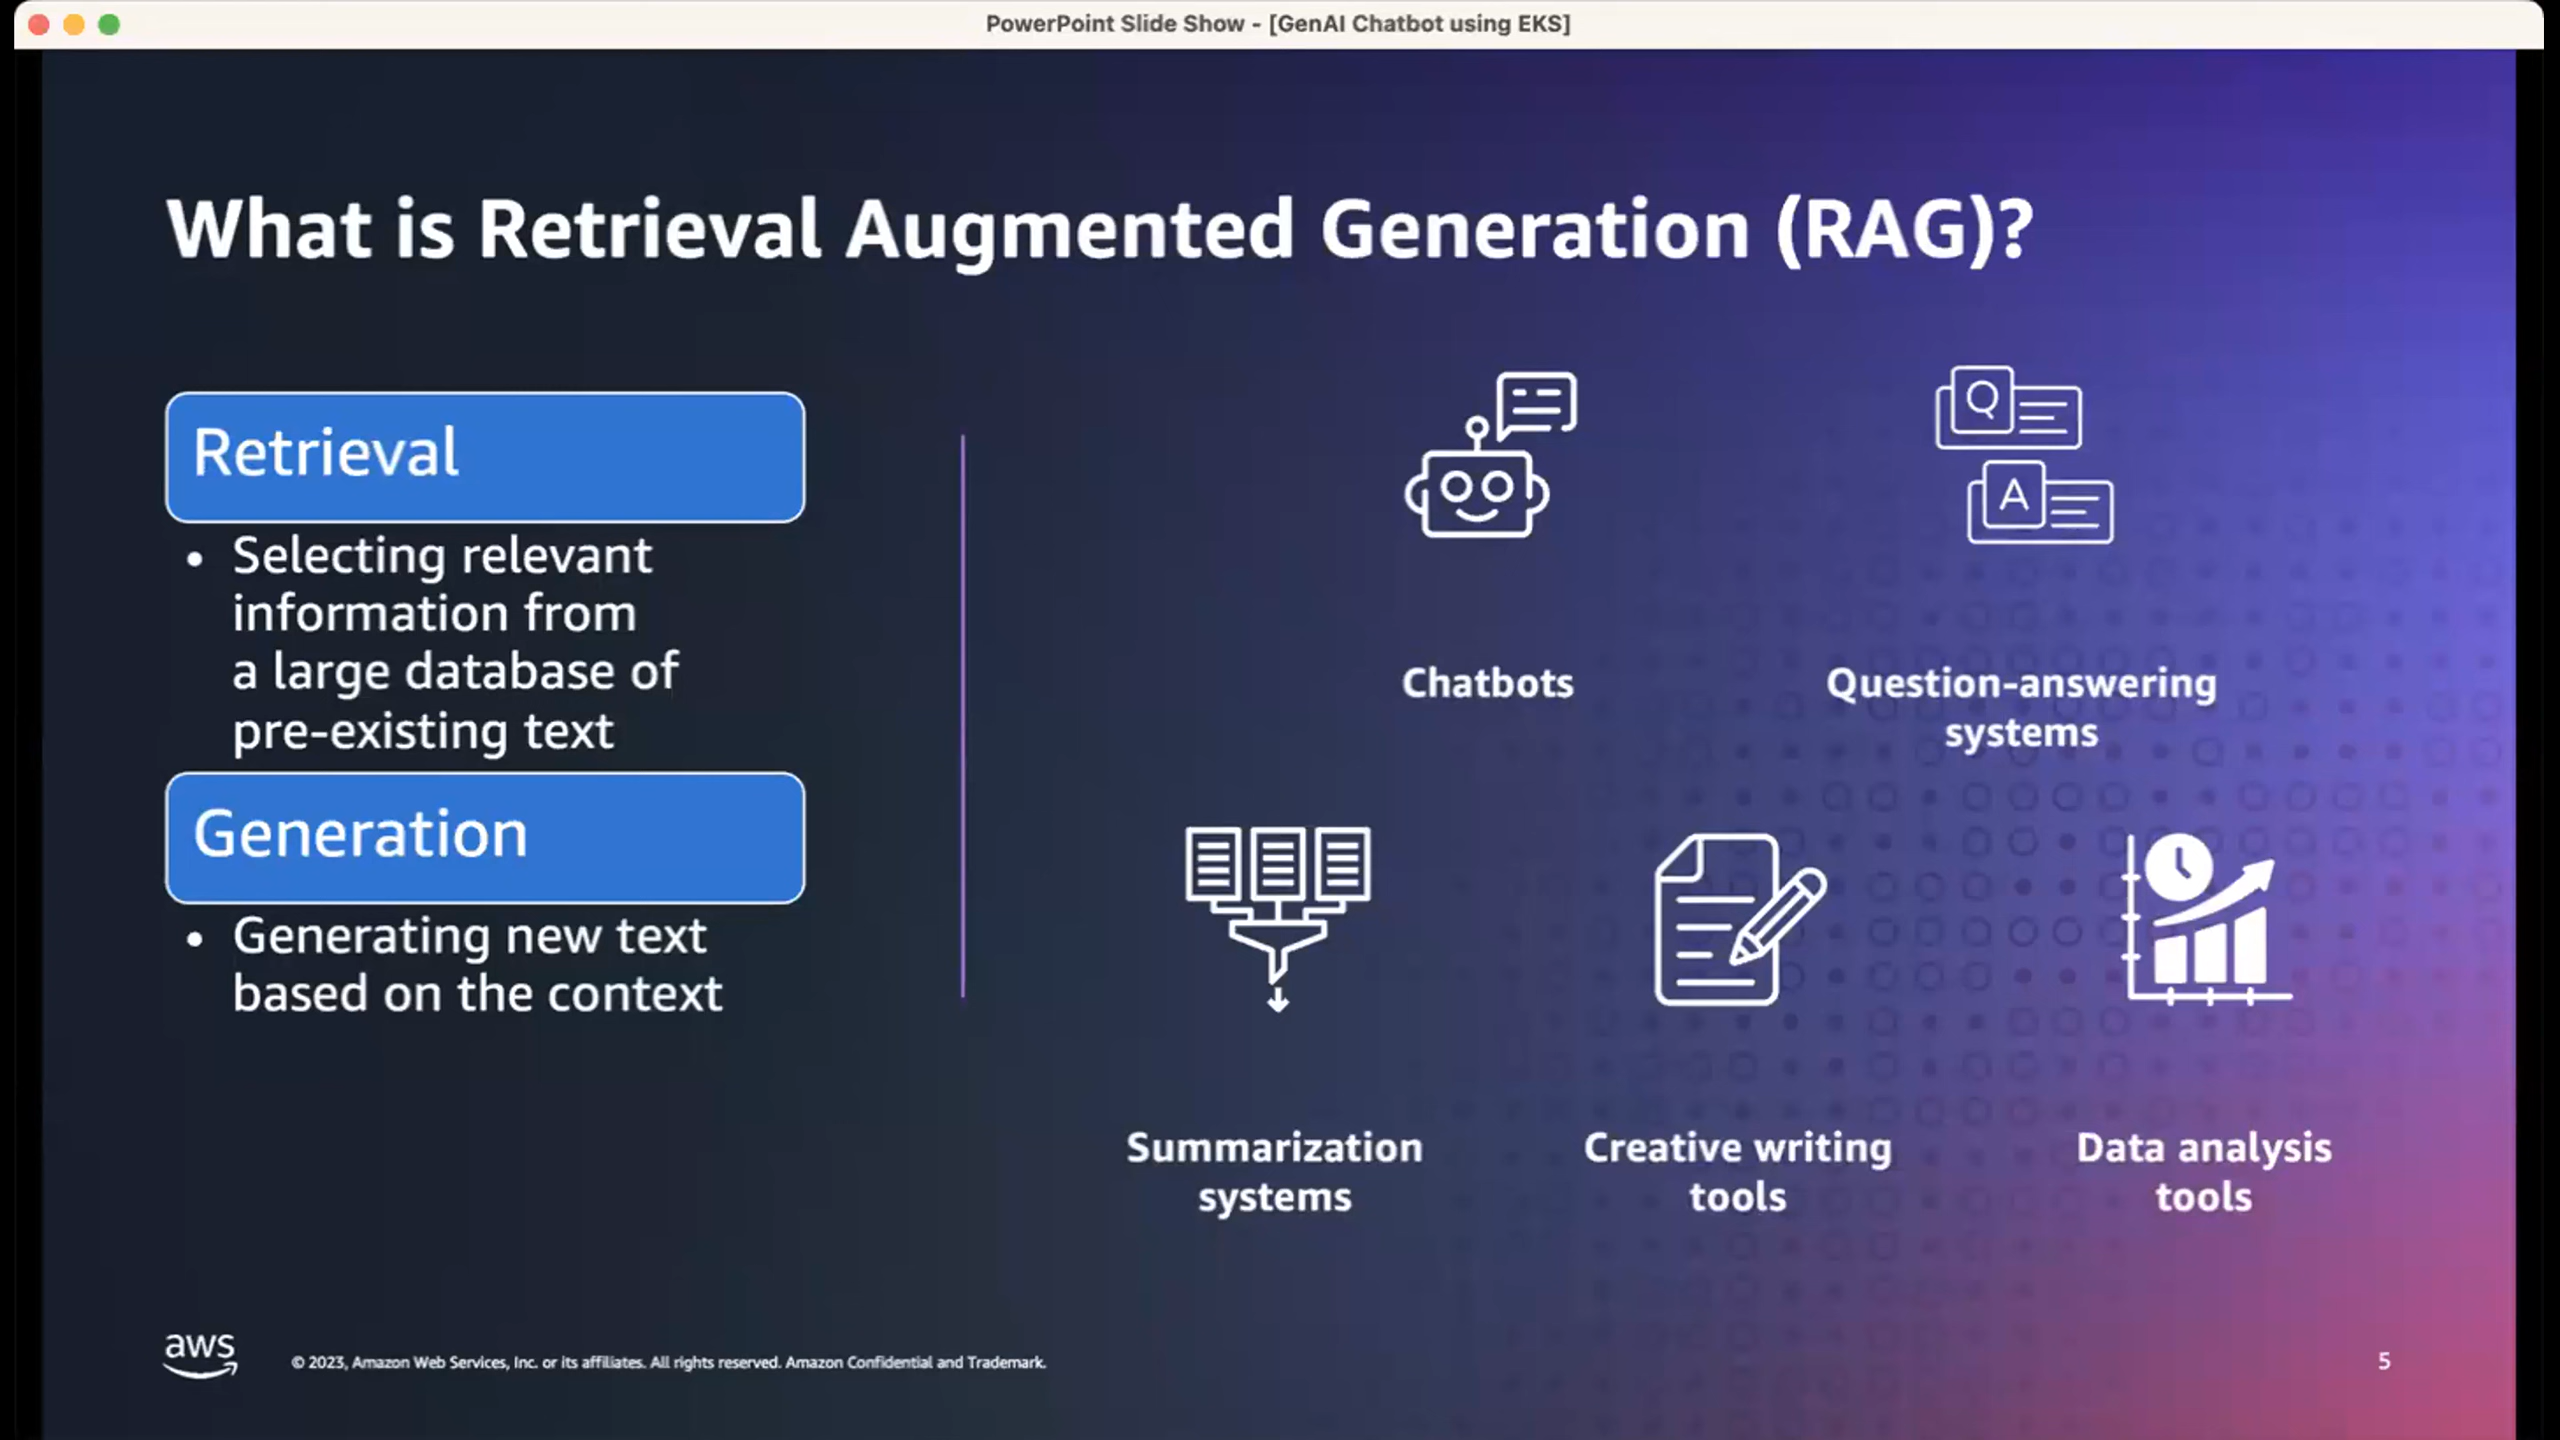 PowerPoint Slide Show - [GenAI Chatbot using EKS]
What is Retrieval Augmented Generation (RAG)?
Retrieval
• Selecting relevant
information from
a large database of
pre-existing text
Generation
• Generating new text
based on the context
Q
A
Chatbots
Question-answering
systems
Summarization
systems
Creative writing
tools
Data analysis
tools
aws
© 2023, Amazon Web Services, Inc. or its affiliates. All rights reserved. Amazon Confidential and Trademark.
5